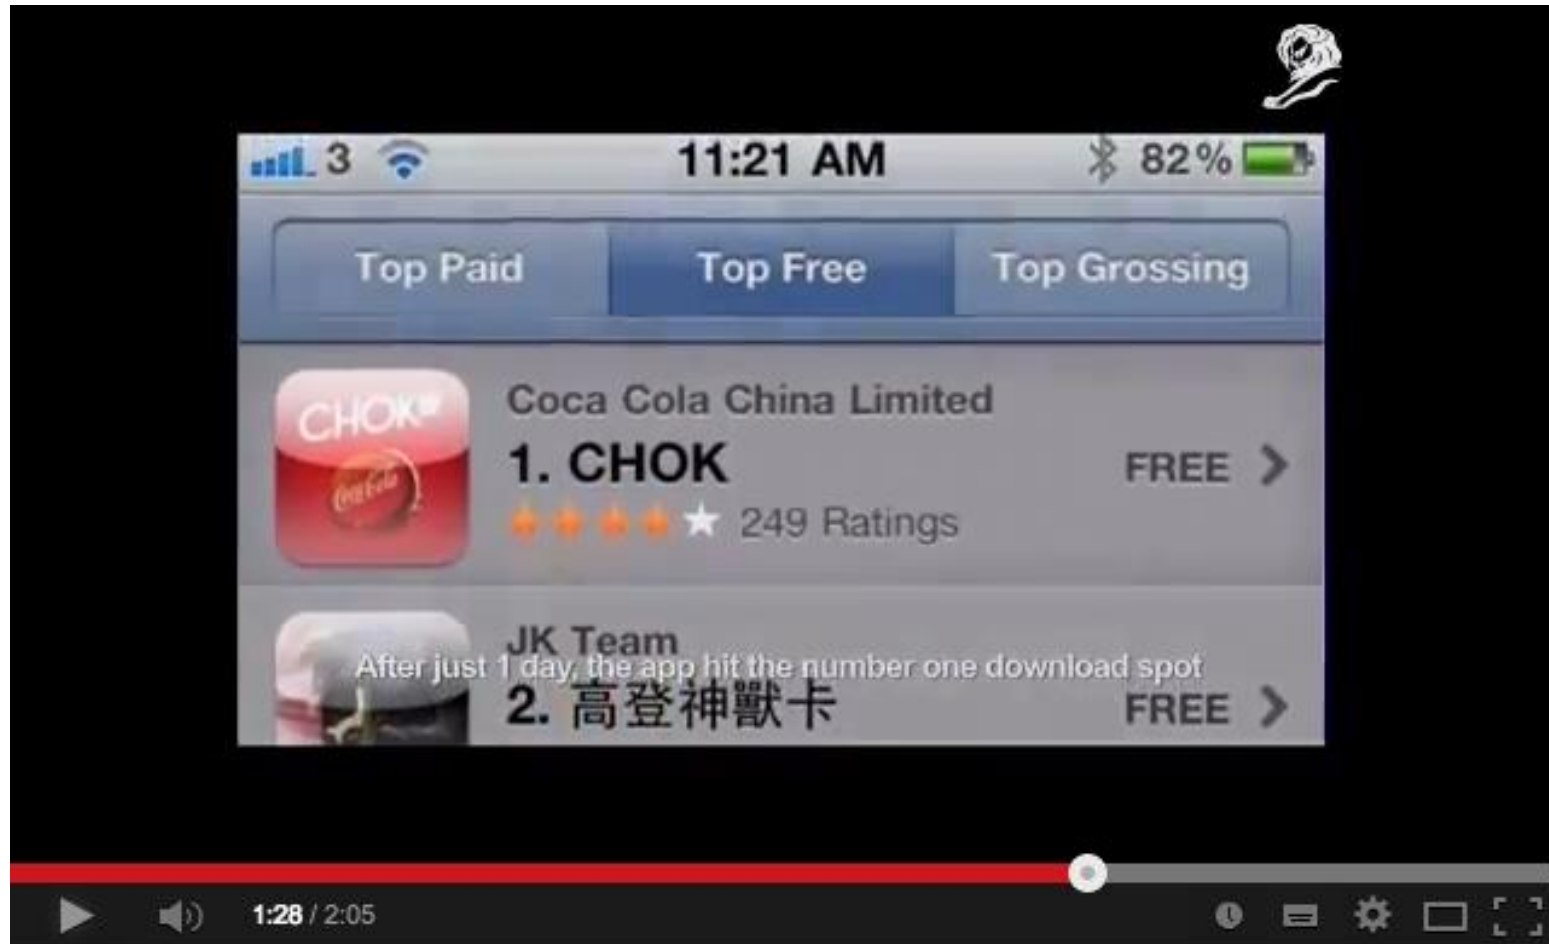 3 11:21 AM 82%
Top Paid Top Free Top Grossing
CHOK
Coca-Cola
Coca Cola China Limited
1. CHOK FREE
249 Ratings
JK Team
After just 1 day, the app hit the number one download spot
2. 高登神獸卡 FREE
1:28 / 2:05